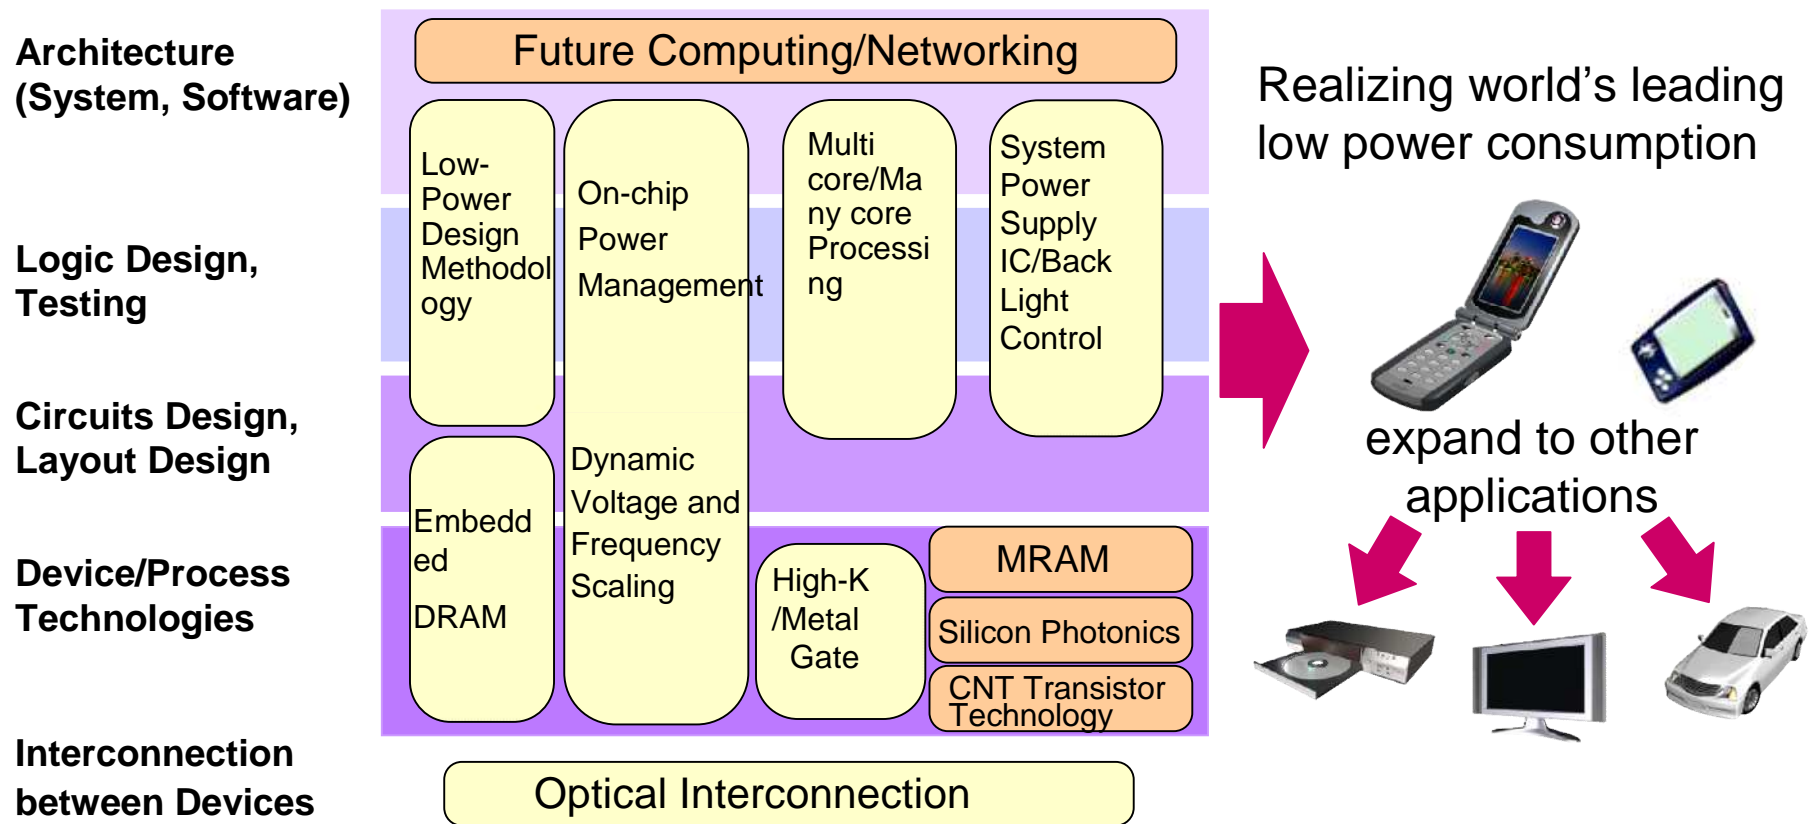 Architecture
(System, Software)
Logic Design,
Testing
Circuits Design,
Layout Design
Device/Process
Technologies
Interconnection
between Devices
Future Computing/Networking
Low-
Power
Design
Methodol
ogy
On-chip
Power
Management
Dynamic
Voltage and
Frequency
Scaling
Multi
core/Ma
ny core
Processi
ng
System
Power
Supply
IC/Back
Light
Control
Embedd
ed
DRAM
High-K
/Metal
Gate
MRAM
Silicon Photonics
CNT Transistor
Technology
Optical Interconnection
Realizing world's leading
low power consumption
expand to other
applications